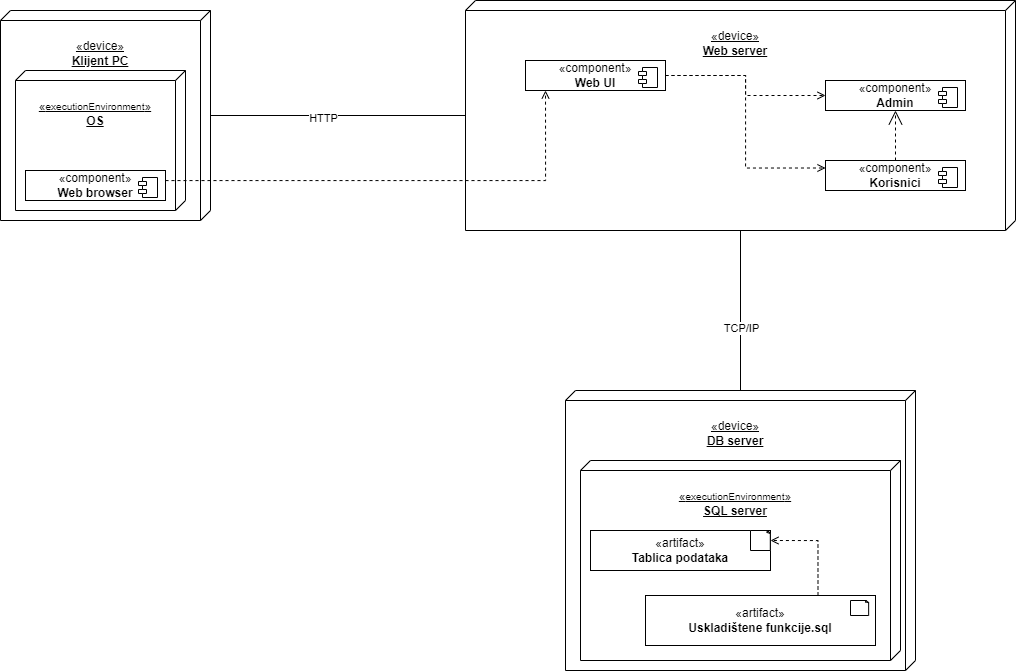 «device»
Klijent PC
«executionEnvironment»
OS
«component»
Web browser
HTTP
«device»
Web server
«component»
Web UI
«component»
Admin
«component»
Korisnici
TCP/IP
«device»
DB server
«executionEnvironment»
SQL server
«artifact»
Tablica podataka
«artifact»
Uskladištene funkcije.sql